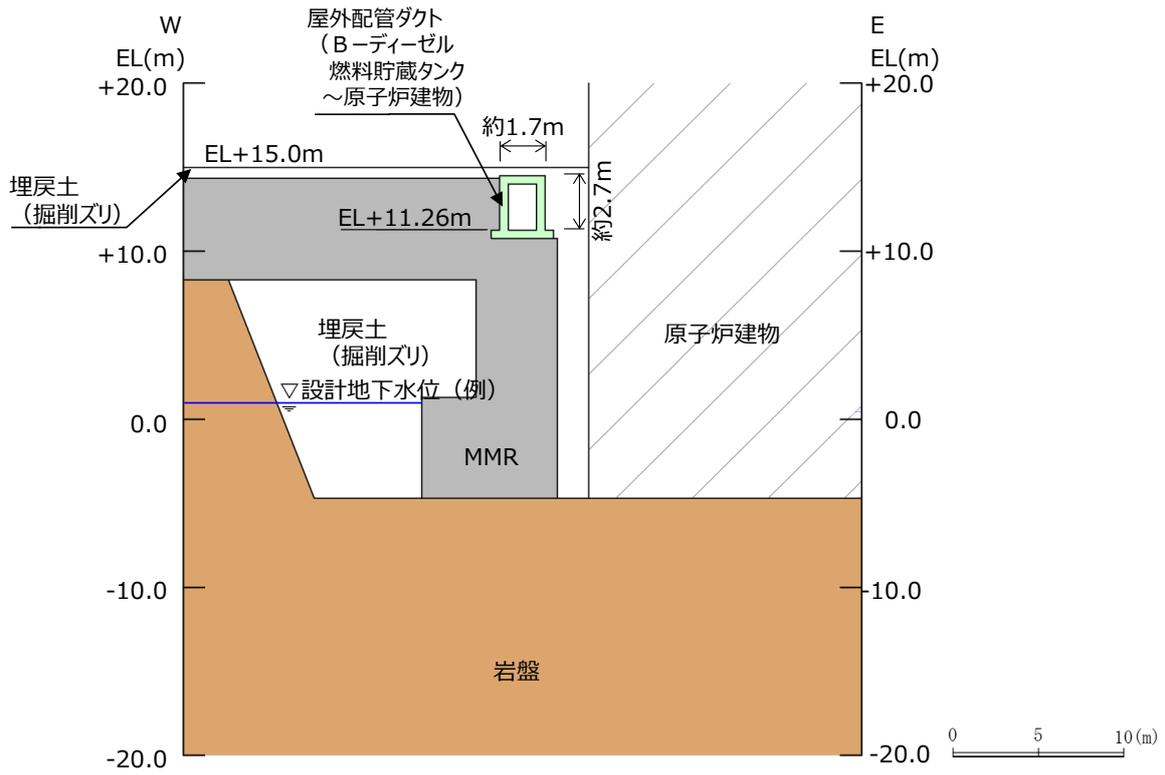 W
EL(m)
屋外配管ダクト
（Ｂ－ディーゼル
燃料貯蔵タンク
～原子炉建物）
E
EL(m)
+20.0
+20.0
約1.7m
EL+15.0m
約2.7m
埋戻土
（掘削ズリ）
EL+11.26m
+10.0
+10.0
埋戻土
（掘削ズリ）
原子炉建物
▽設計地下水位（例）
0.0
0.0
MMR
-10.0
-10.0
岩盤
-20.0
-20.0
0 5 10(m)